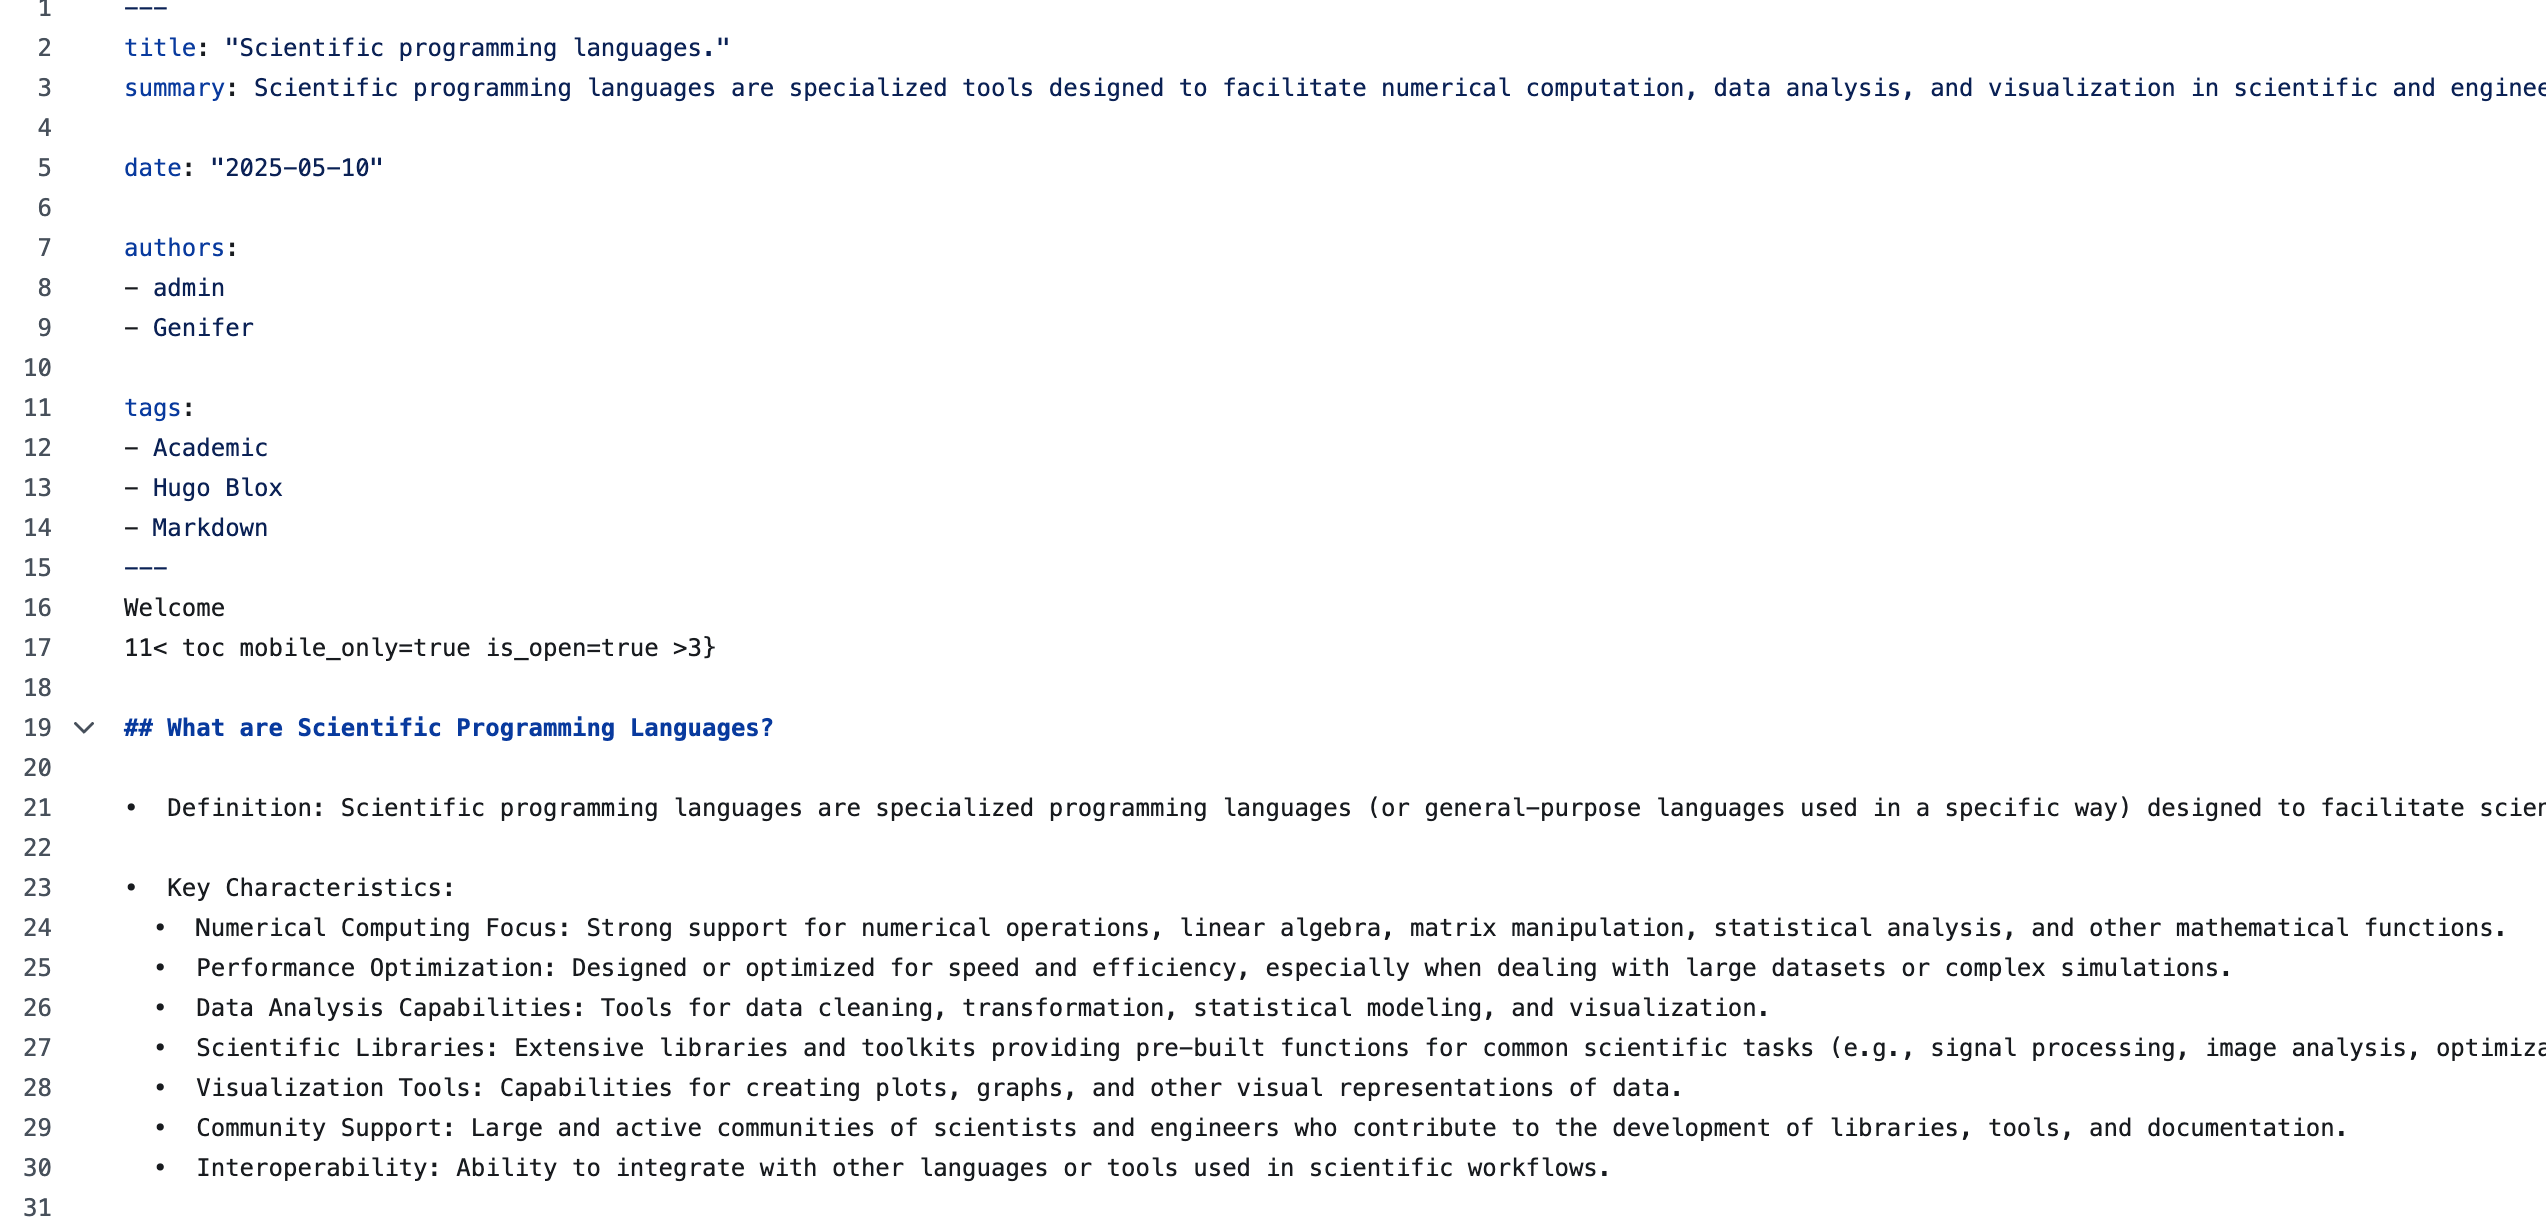 1 ---
2 title: "Scientific programming languages."
3 summary: Scientific programming languages are specialized tools designed to facilitate numerical computation, data analysis, and visualization in scientific and enginee
4
5 date: "2025-05-10"
6
7 authors:
8 - admin
9 - Genifer
10
11 tags:
12 - Academic
13 - Hugo Blox
14 - Markdown
15 ---
16 Welcome
17 11< toc mobile_only=true is_open=true >3}
18
19 ## What are Scientific Programming Languages?
20
21 • Definition: Scientific programming languages are specialized programming languages (or general-purpose languages used in a specific way) designed to facilitate scien
22
23 • Key Characteristics:
24 • Numerical Computing Focus: Strong support for numerical operations, linear algebra, matrix manipulation, statistical analysis, and other mathematical functions.
25 • Performance Optimization: Designed or optimized for speed and efficiency, especially when dealing with large datasets or complex simulations.
26 • Data Analysis Capabilities: Tools for data cleaning, transformation, statistical modeling, and visualization.
27 • Scientific Libraries: Extensive libraries and toolkits providing pre-built functions for common scientific tasks (e.g., signal processing, image analysis, optimiza
28 • Visualization Tools: Capabilities for creating plots, graphs, and other visual representations of data.
29 • Community Support: Large and active communities of scientists and engineers who contribute to the development of libraries, tools, and documentation.
30 • Interoperability: Ability to integrate with other languages or tools used in scientific workflows.
31